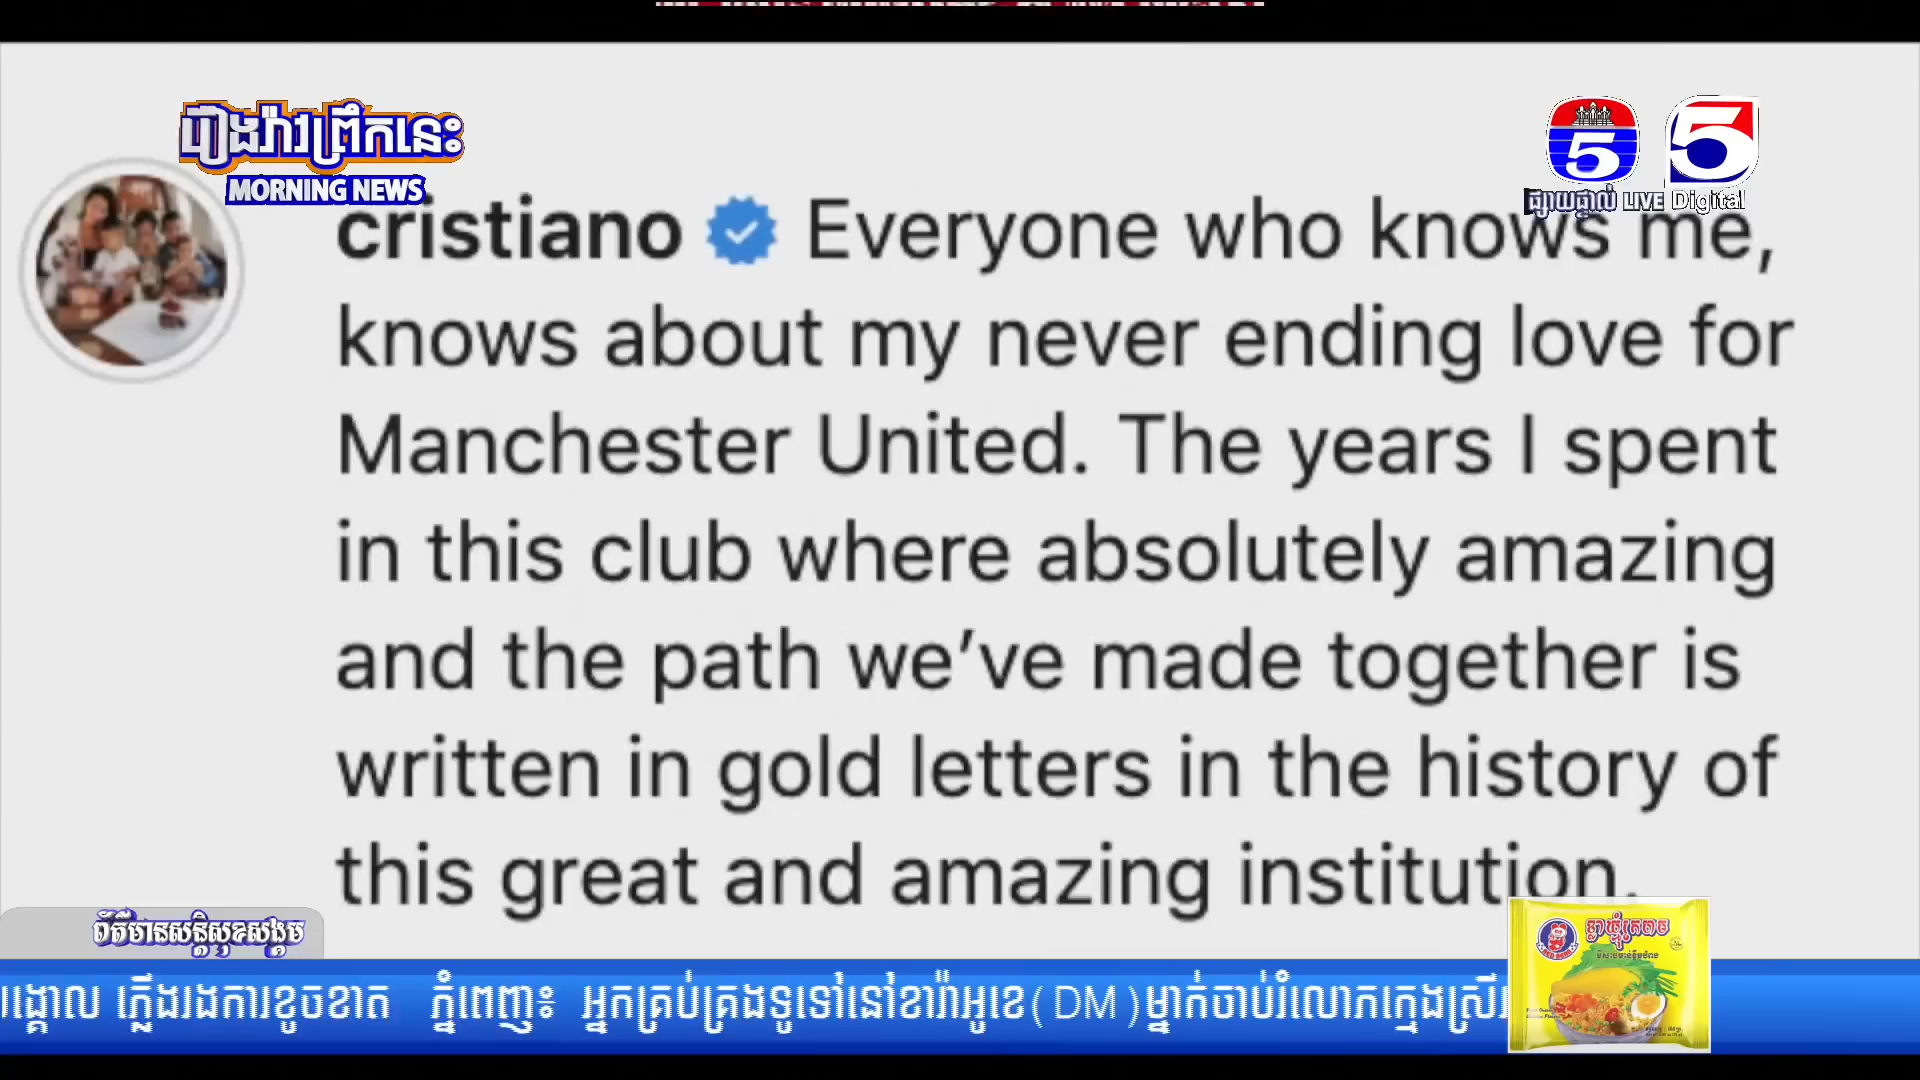 រឿងរ៉ាវព្រឹកនេះ
MORNING NEWS
5
5
ផ្សាយផ្ទាល់ LIVE Digital
cristiano Everyone who knows me,
knows about my never ending love for
Manchester United. The years I spent
in this club where absolutely amazing
and the path we’ve made together is
written in gold letters in the history of
this great and amazing institution.
ព័ត៌មានសន្តិសុខសង្គម
ភ្លើងរងការខូចខាត ភ្នំពេញ៖ អ្នកគ្រប់គ្រងទូទៅនៅខារ៉ាអូខេ(DM)ម្នាក់ចាប់រំលោភក្មេងស្រី